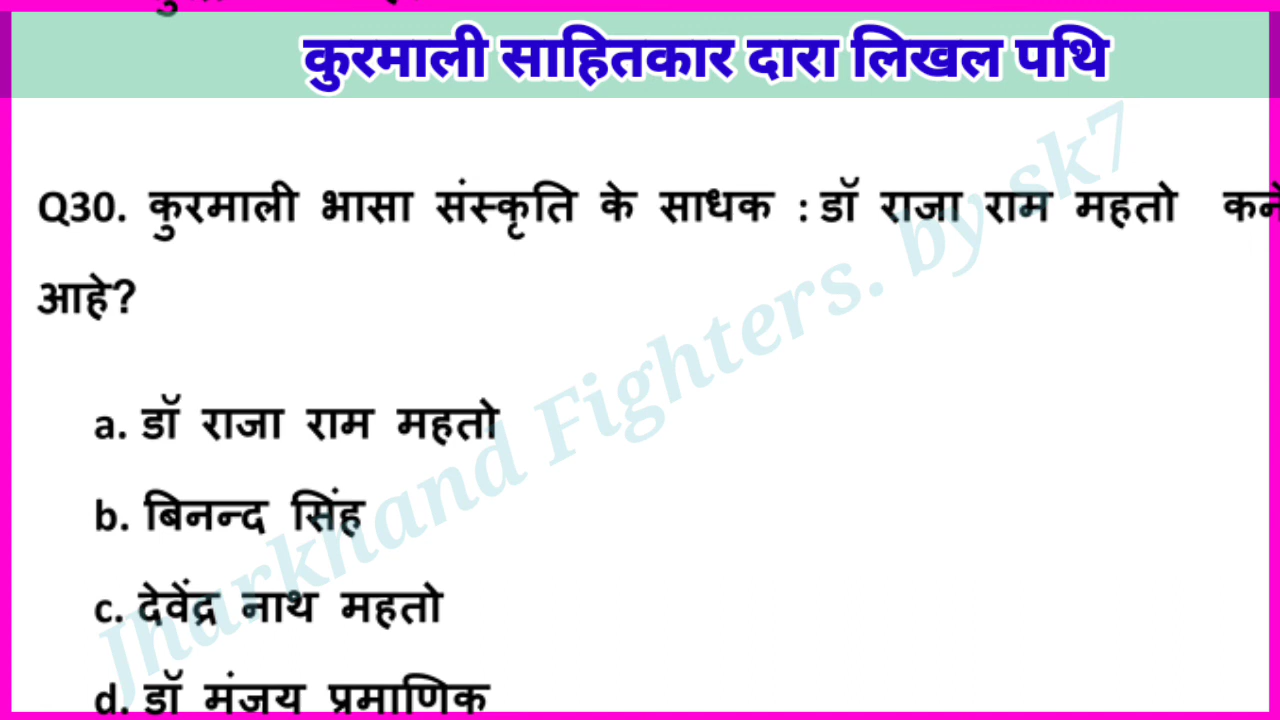 कुरमाली साहितकार दारा लिखल पथि
Q30. कुरमाली भासा संस्कृति के साधक : डॉ राजा राम महतो
आहे?
a. डॉ राजा राम महतो
b. बिनन्द सिंह
c. देवेंद्र नाथ महतो
d. डॉ मंजय प्रमाणिक
Jharkhand Fighters. by sk7